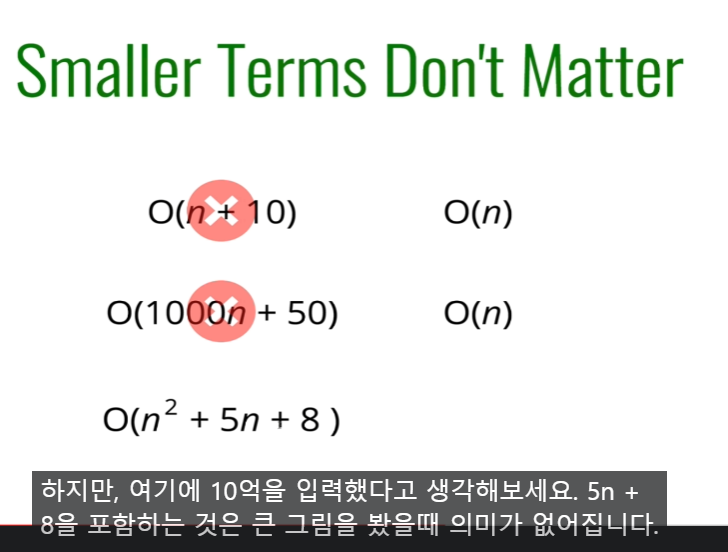 Smaller Terms Don't Matter
O(n + 10) O(n)
O(1000n + 50) O(n)
O(n² + 5n + 8 )
하지만, 여기에 10억을 입력했다고 생각해보세요. 5n +
8을 포함하는 것은 큰 그림을 봤을때 의미가 없어집니다.